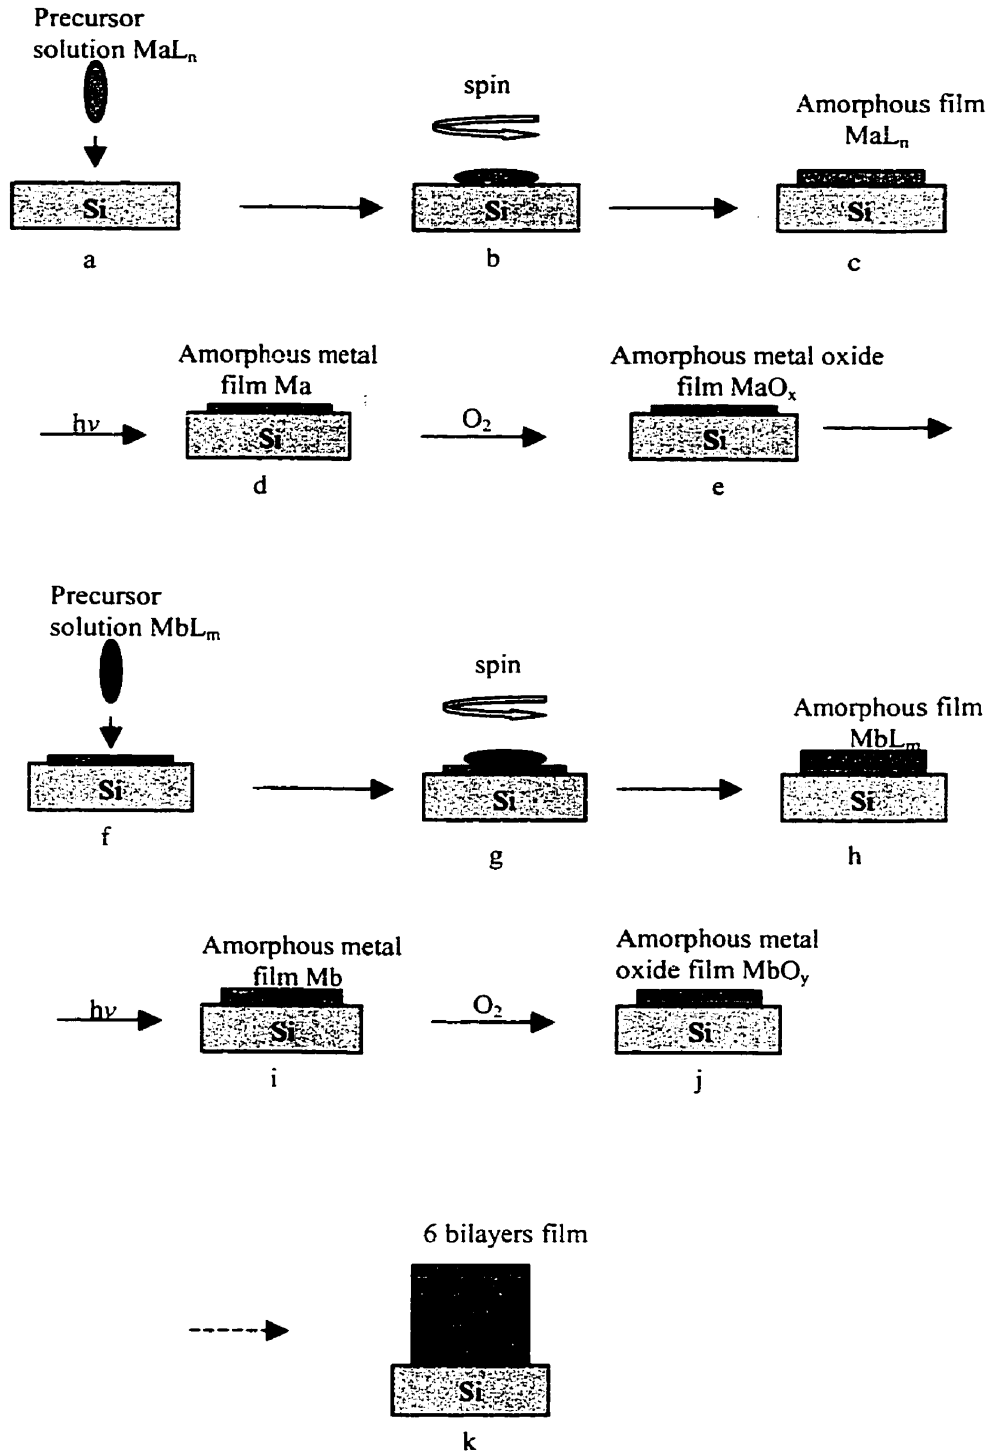 Precursor
solution MaLₙ
spin
Amorphous film
MaLₙ
Si
Si
Si
a
b
c
Amorphous metal
film Ma
Amorphous metal oxide
film MaOₓ
hν
O₂
Si
Si
d
e
Precursor
solution MbLₘ
spin
Amorphous film
MbLₘ
Si
Si
Si
f
g
h
Amorphous metal
film Mb
Amorphous metal
oxide film MbOᵧ
hν
O₂
Si
Si
i
j
6 bilayers film
Si
k